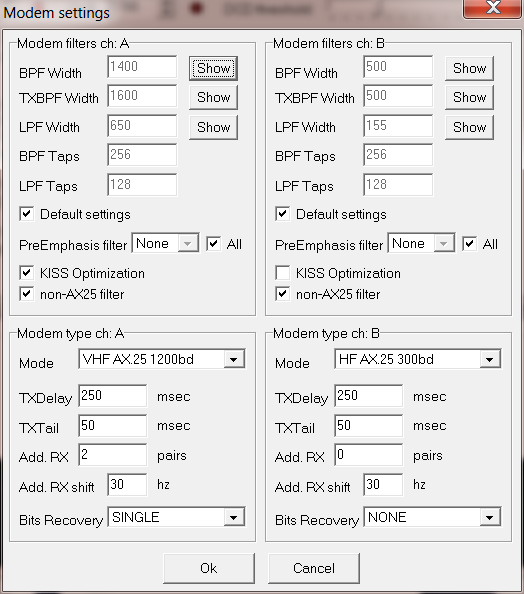 Modem settings
Modem filters ch: A
BPF Width 1400 Show
TXBPF Width 1600 Show
LPF Width 650 Show
BPF Taps 256
LPF Taps 128
Default settings
PreEmphasis filter None All
KISS Optimization
non-AX25 filter
Modem filters ch: B
BPF Width 500 Show
TXBPF Width 500 Show
LPF Width 155 Show
BPF Taps 256
LPF Taps 128
Default settings
PreEmphasis filter None All
KISS Optimization
non-AX25 filter
Modem type ch: A
Mode VHF AX.25 1200bd
TXDelay 250 msec
TXTail 50 msec
Add. RX 2 pairs
Add. RX shift 30 hz
Bits Recovery SINGLE
Modem type ch: B
Mode HF AX.25 300bd
TXDelay 250 msec
TXTail 50 msec
Add. RX 0 pairs
Add. RX shift 30 hz
Bits Recovery NONE
Ok Cancel